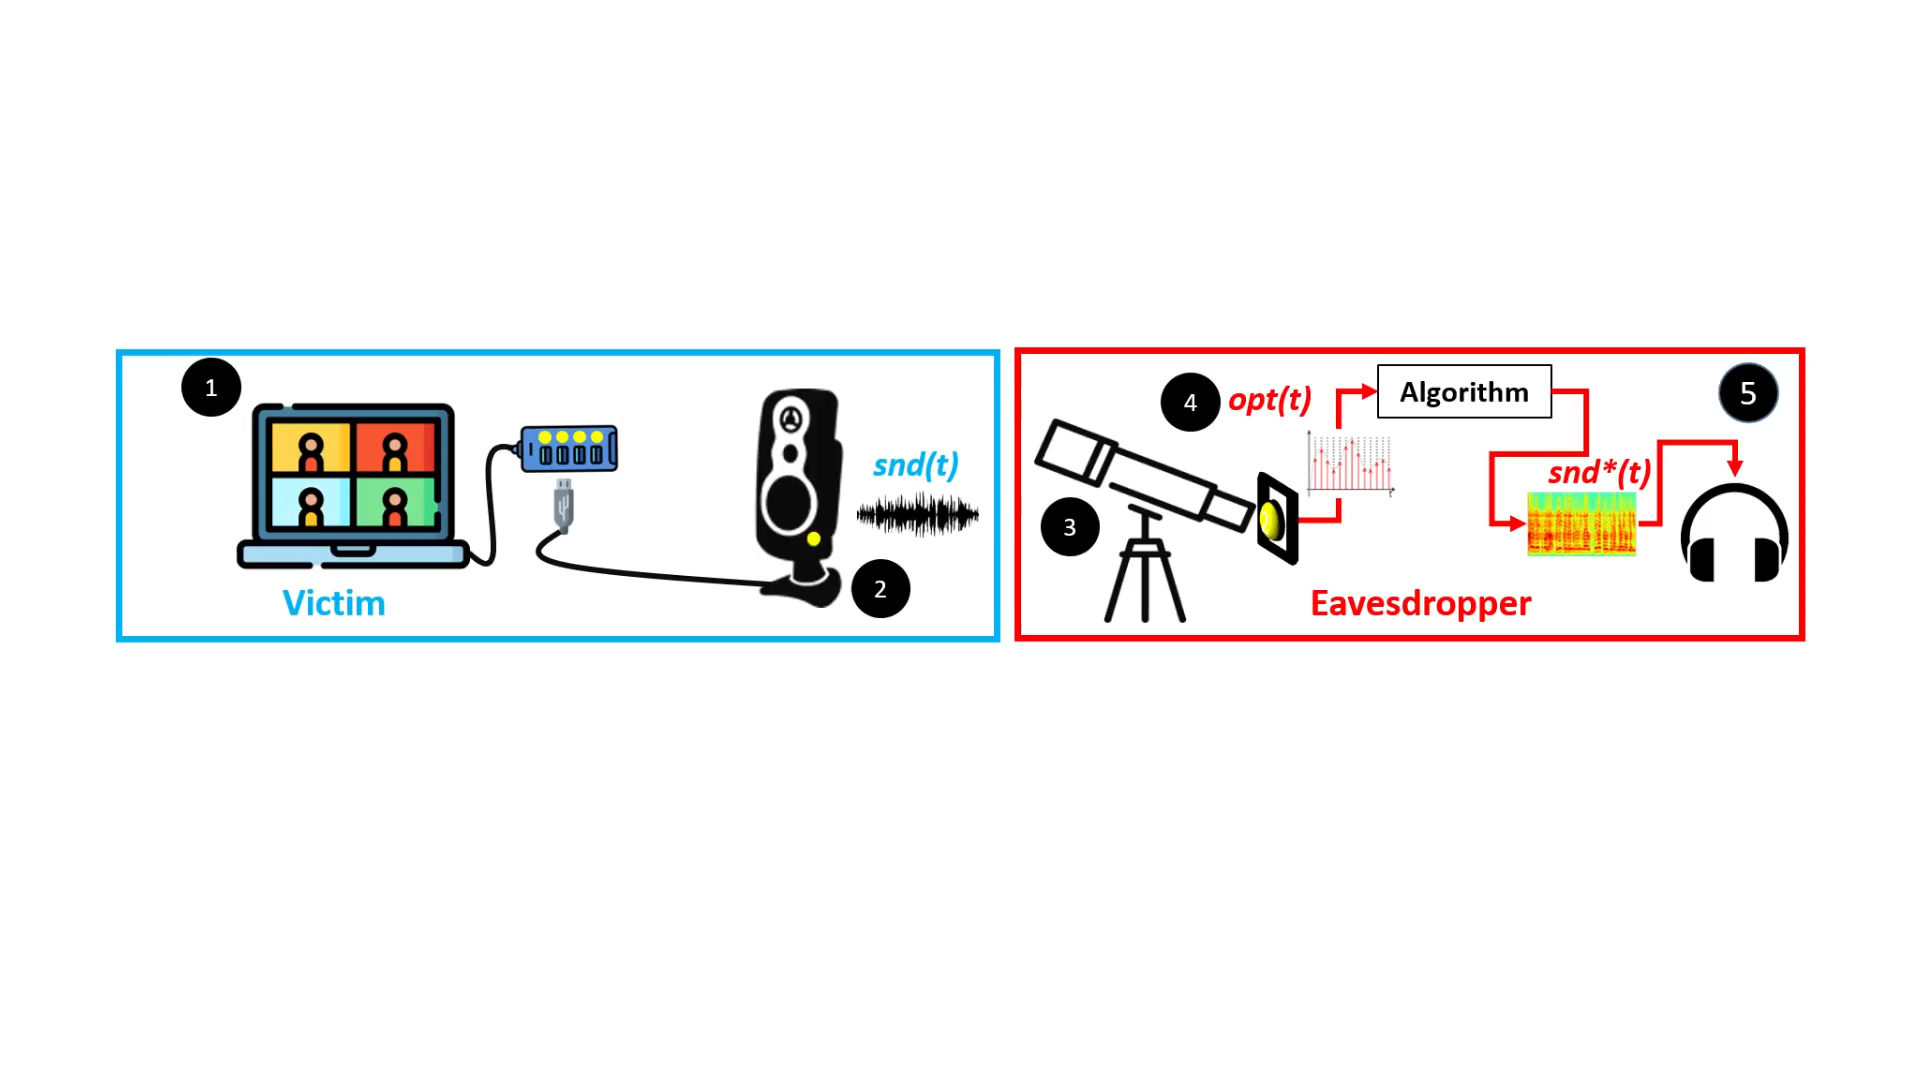 1
snd(t)
2
Victim
4
opt(t)
Algorithm
5
3
snd*(t)
Eavesdropper